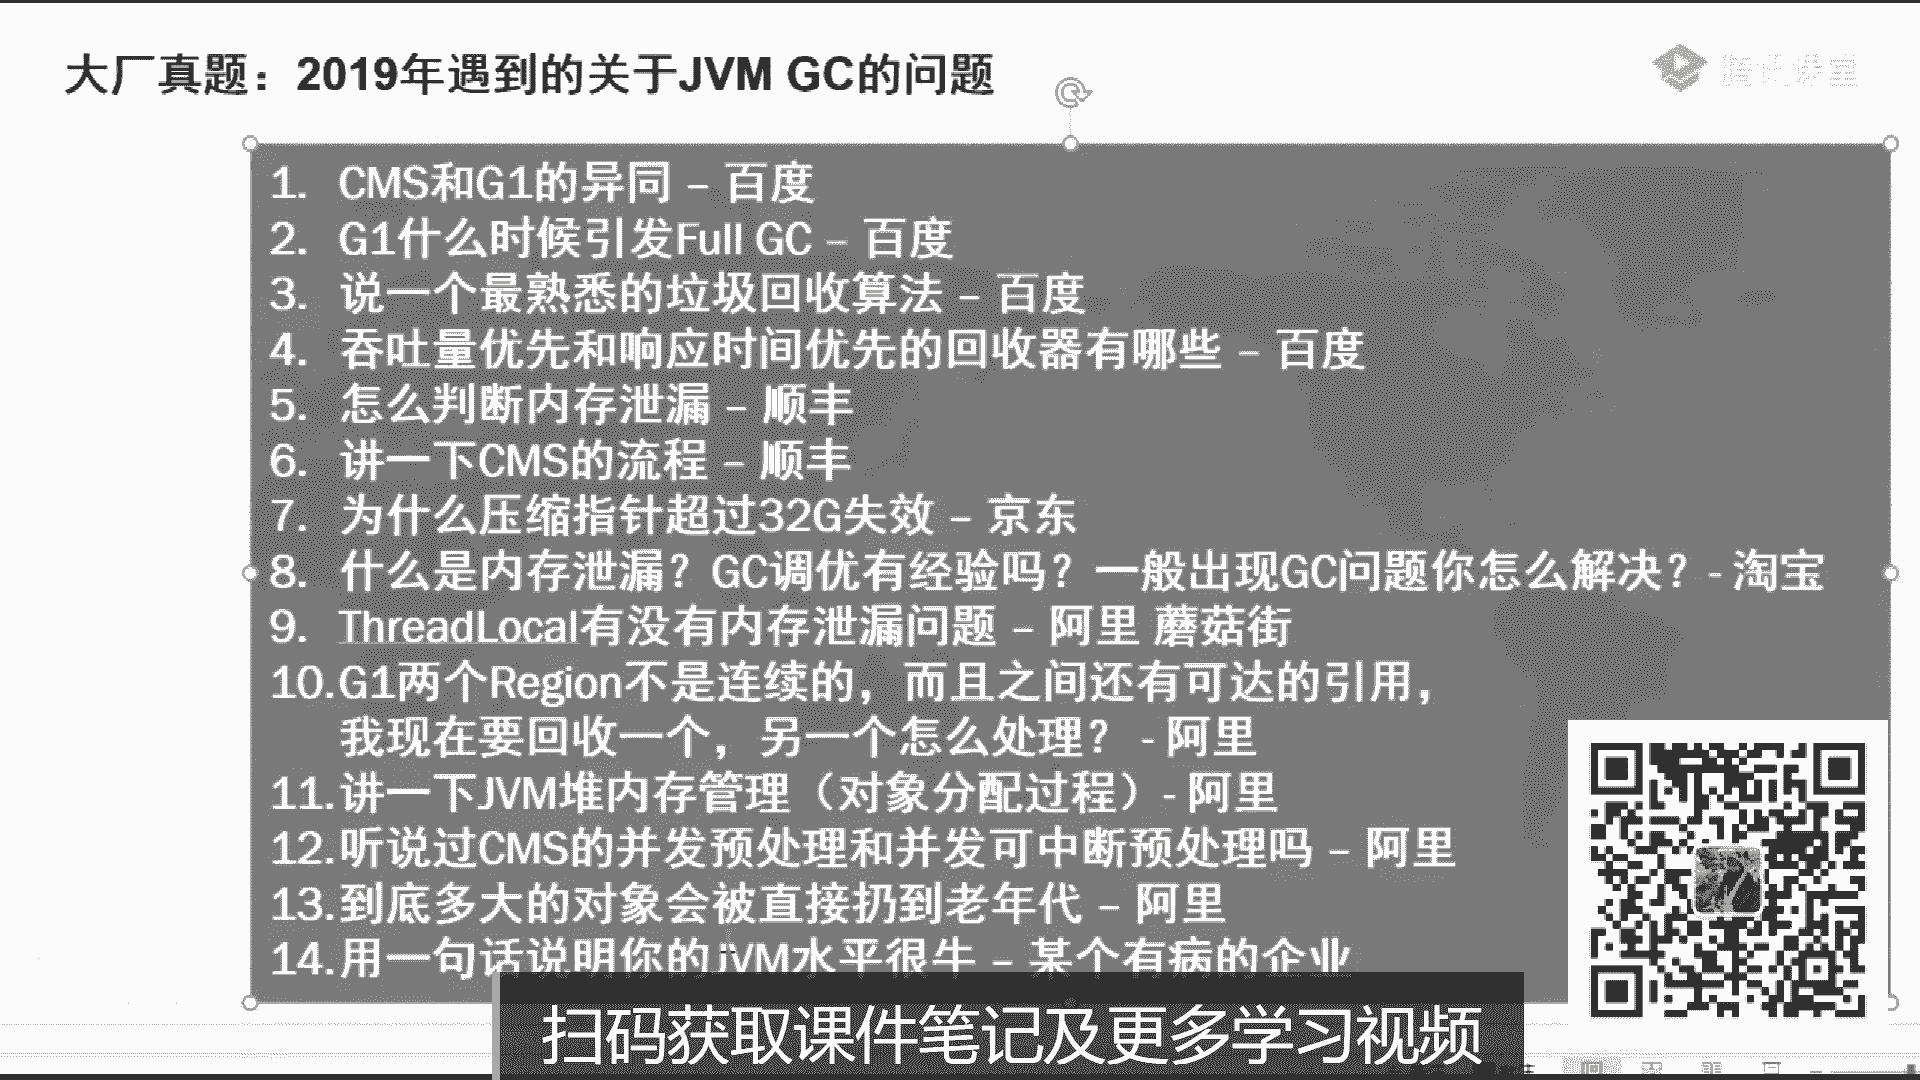 大厂真题：2019年遇到的关于JVM GC的问题
腾讯课堂
1. CMS和G1的异同 – 百度
2. G1什么时候引发Full GC – 百度
3. 说一个最熟悉的垃圾回收算法 – 百度
4. 吞吐量优先和响应时间优先的回收器有哪些 – 百度
5. 怎么判断内存泄漏 – 顺丰
6. 讲一下CMS的流程 – 顺丰
7. 为什么压缩指针超过32G失效 – 京东
8. 什么是内存泄漏？GC调优有经验吗？一般出现GC问题你怎么解决？- 淘宝
9. ThreadLocal有没有内存泄漏问题 – 阿里 蘑菇街
10.G1两个Region不是连续的，而且之间还有可达的引用，
我现在要回收一个，另一个怎么处理？ - 阿里
11.讲一下JVM堆内存管理（对象分配过程）- 阿里
12.听说过CMS的并发预处理和并发可中断预处理吗 – 阿里
13.到底多大的对象会被直接扔到老年代 – 阿里
14.用一句话说明你的JVM水平很牛 – 某个有病的企业
扫码获取课件笔记及更多学习视频